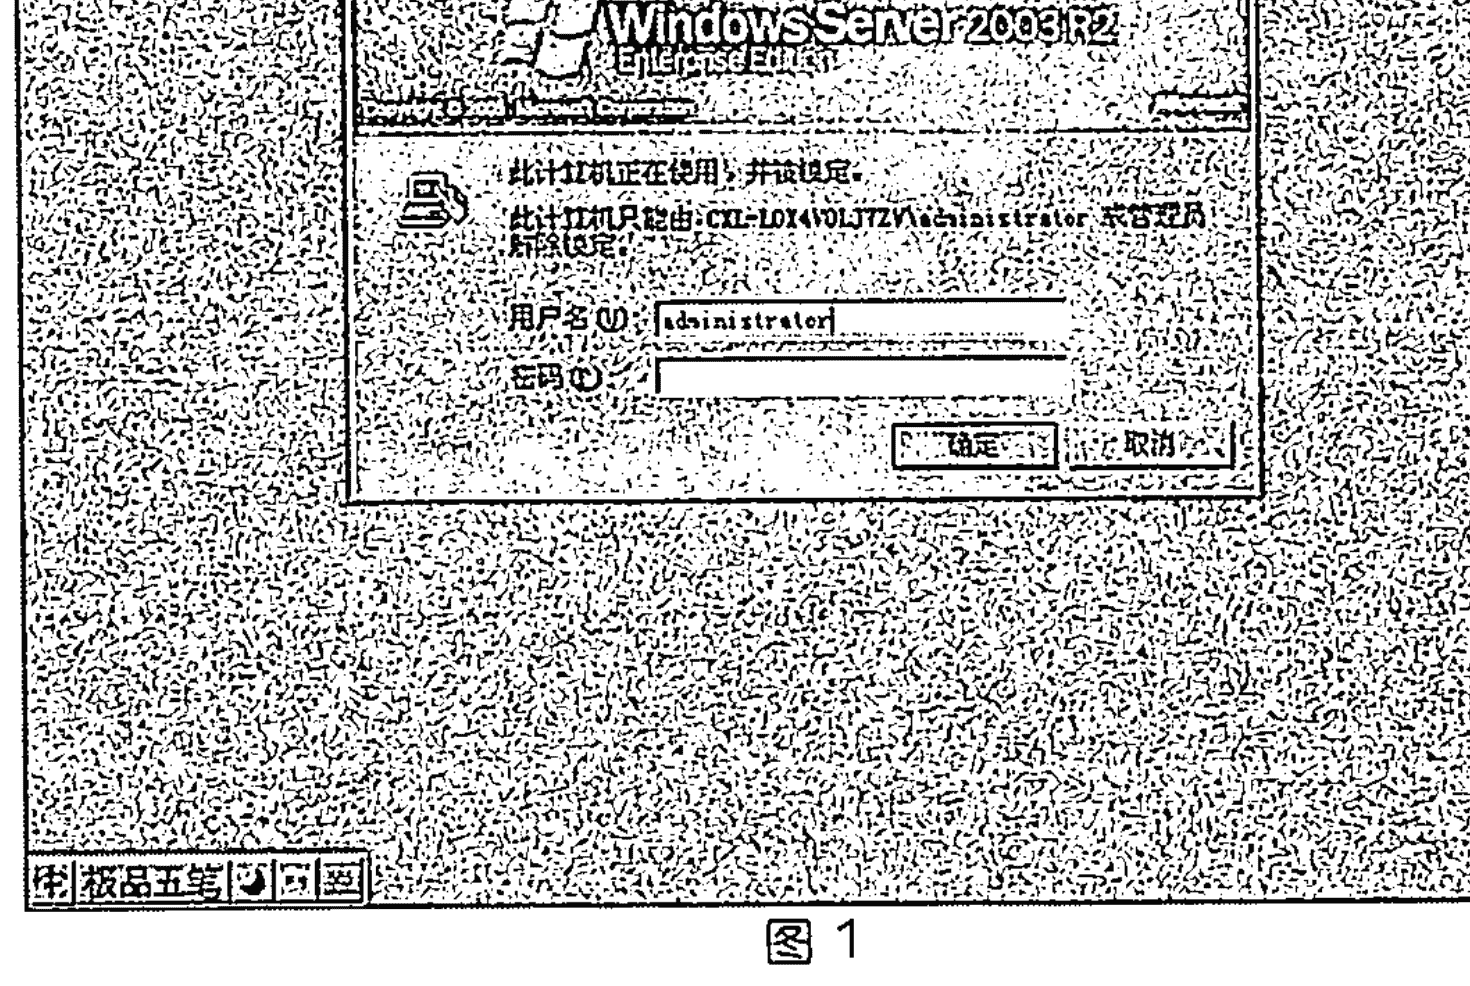 Windows Server 2003 R2
Enterprise Edition
此计算机正在使用，并被锁定。
此计算机只能由 CXL-LOX4VOLJTZV\administrator 或管理员
解除锁定。
用户名(U): administrator
密码(P):
确定 取消
中 极品五笔
图 1